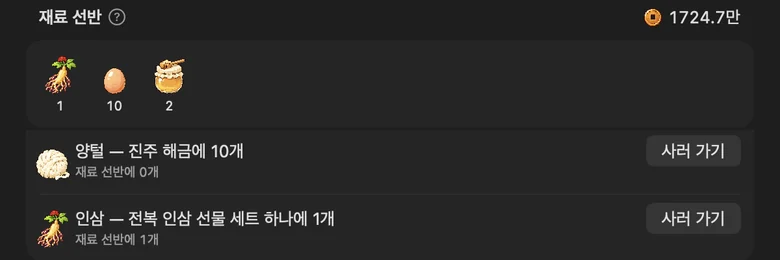 재료 선반 ?
1724.7만
1
10
2
양털 — 진주 해금에 10개
재료 선반에 0개
사러 가기
인삼 — 전복 인삼 선물 세트 하나에 1개
재료 선반에 1개
사러 가기